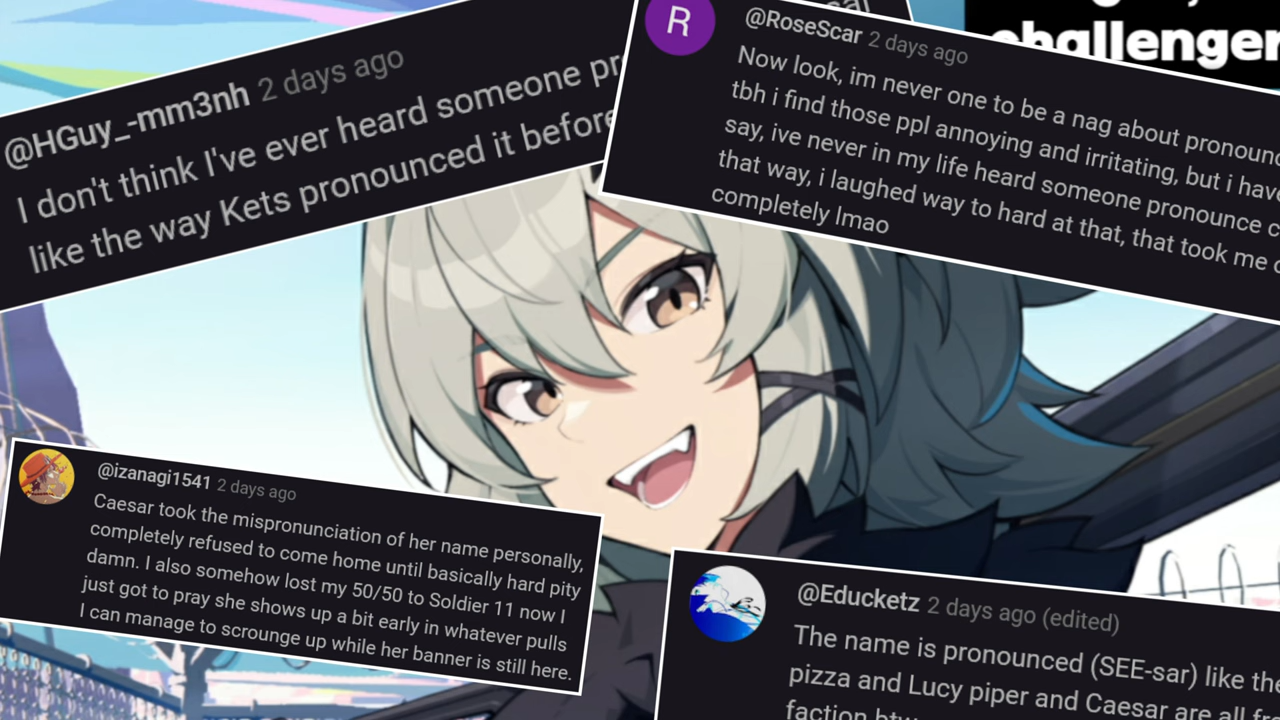 challenger
@HGuy_-mm3nh 2 days ago
I don't think I've ever heard someone
like the way Kets pronounced it before
R
@RoseScar 2 days ago
Now look, im never one to be a nag about
tbh i find those ppl annoying and irritating, but i have
say, ive never in my life heard someone pronounce
that way, i laughed way to hard at that, that took me
completely lmao
@izanagi1541 2 days ago
Caesar took the mispronunciation of her name personally,
completely refused to come home until basically hard pity
damn. I also somehow lost my 50/50 to Soldier 11 now I
just got to pray she shows up a bit early in whatever pulls
I can manage to scrounge up while her banner is still here.
@Educketz 2 days ago (edited)
The name is pronounced (SEE-sar) like the
pizza and Lucy piper and Caesar are all
faction btw